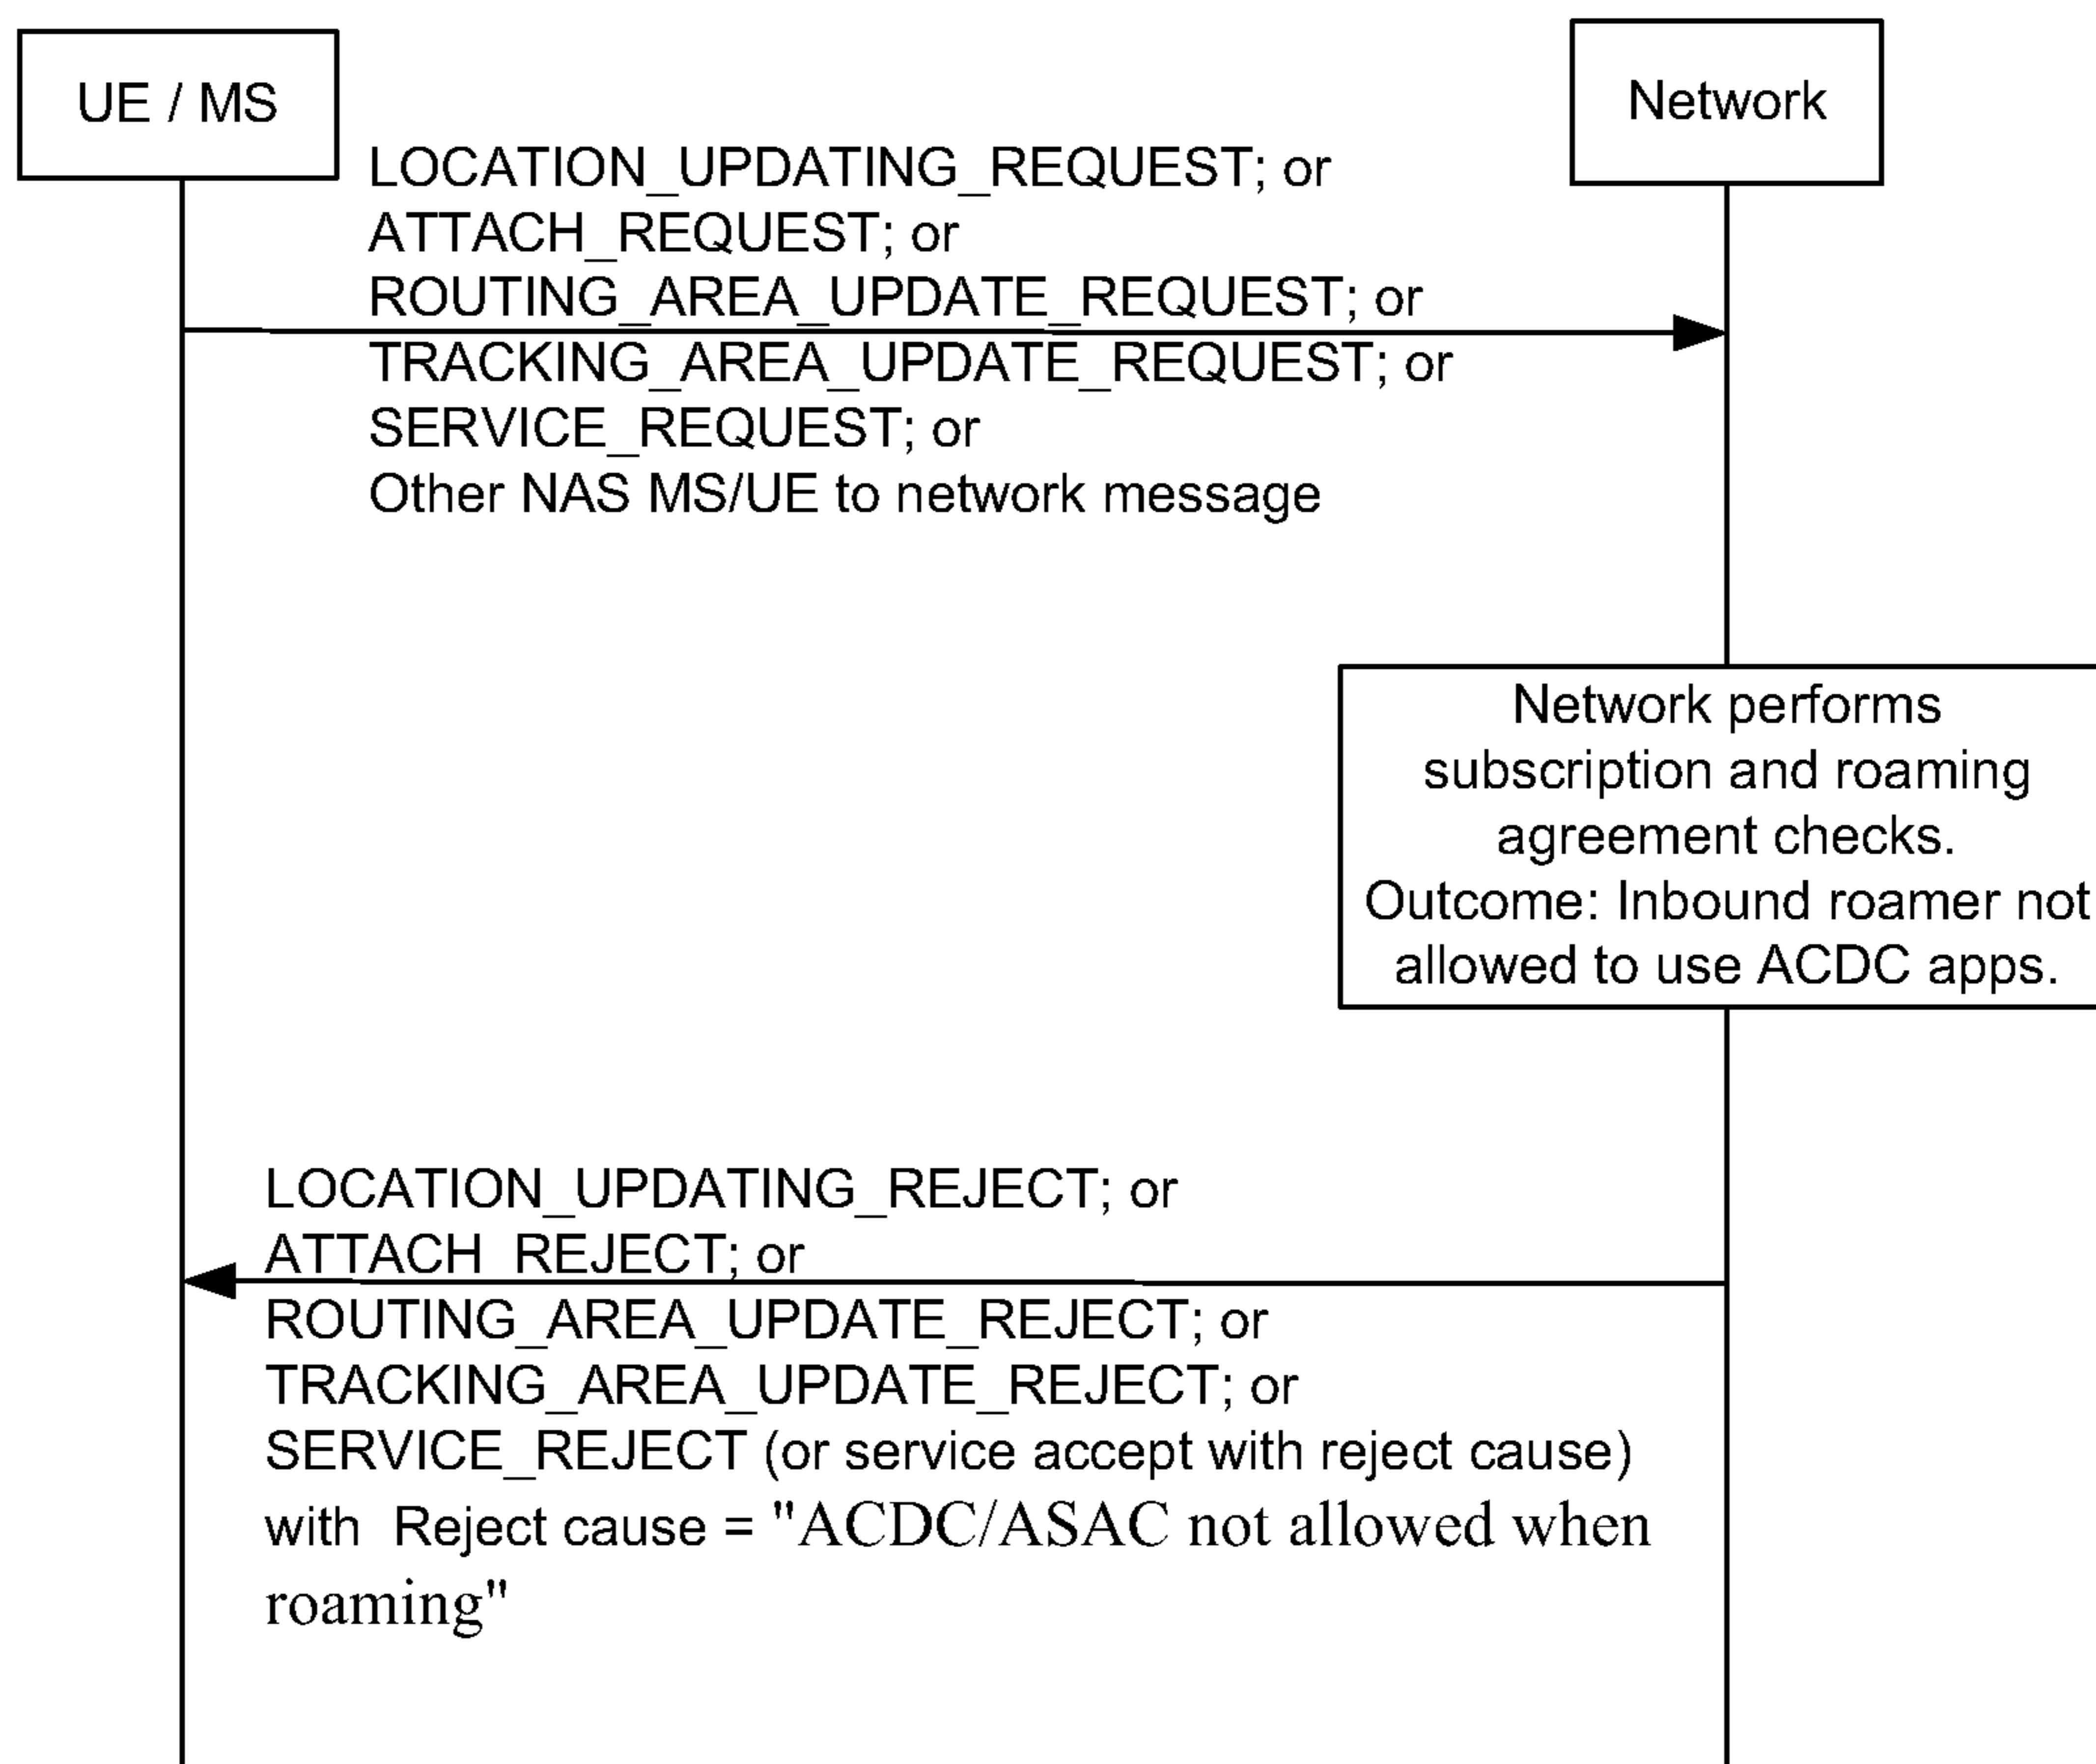 UE / MS
Network
LOCATION_UPDATING_REQUEST; or
ATTACH_REQUEST; or
ROUTING_AREA_UPDATE_REQUEST; or
TRACKING_AREA_UPDATE_REQUEST; or
SERVICE_REQUEST; or
Other NAS MS/UE to network message
Network performs
subscription and roaming
agreement checks.
Outcome: Inbound roamer not
allowed to use ACDC apps.
LOCATION_UPDATING_REJECT; or
ATTACH_REJECT; or
ROUTING_AREA_UPDATE_REJECT; or
TRACKING_AREA_UPDATE_REJECT; or
SERVICE_REJECT (or service accept with reject cause)
with Reject cause = "ACDC/ASAC not allowed when
roaming"